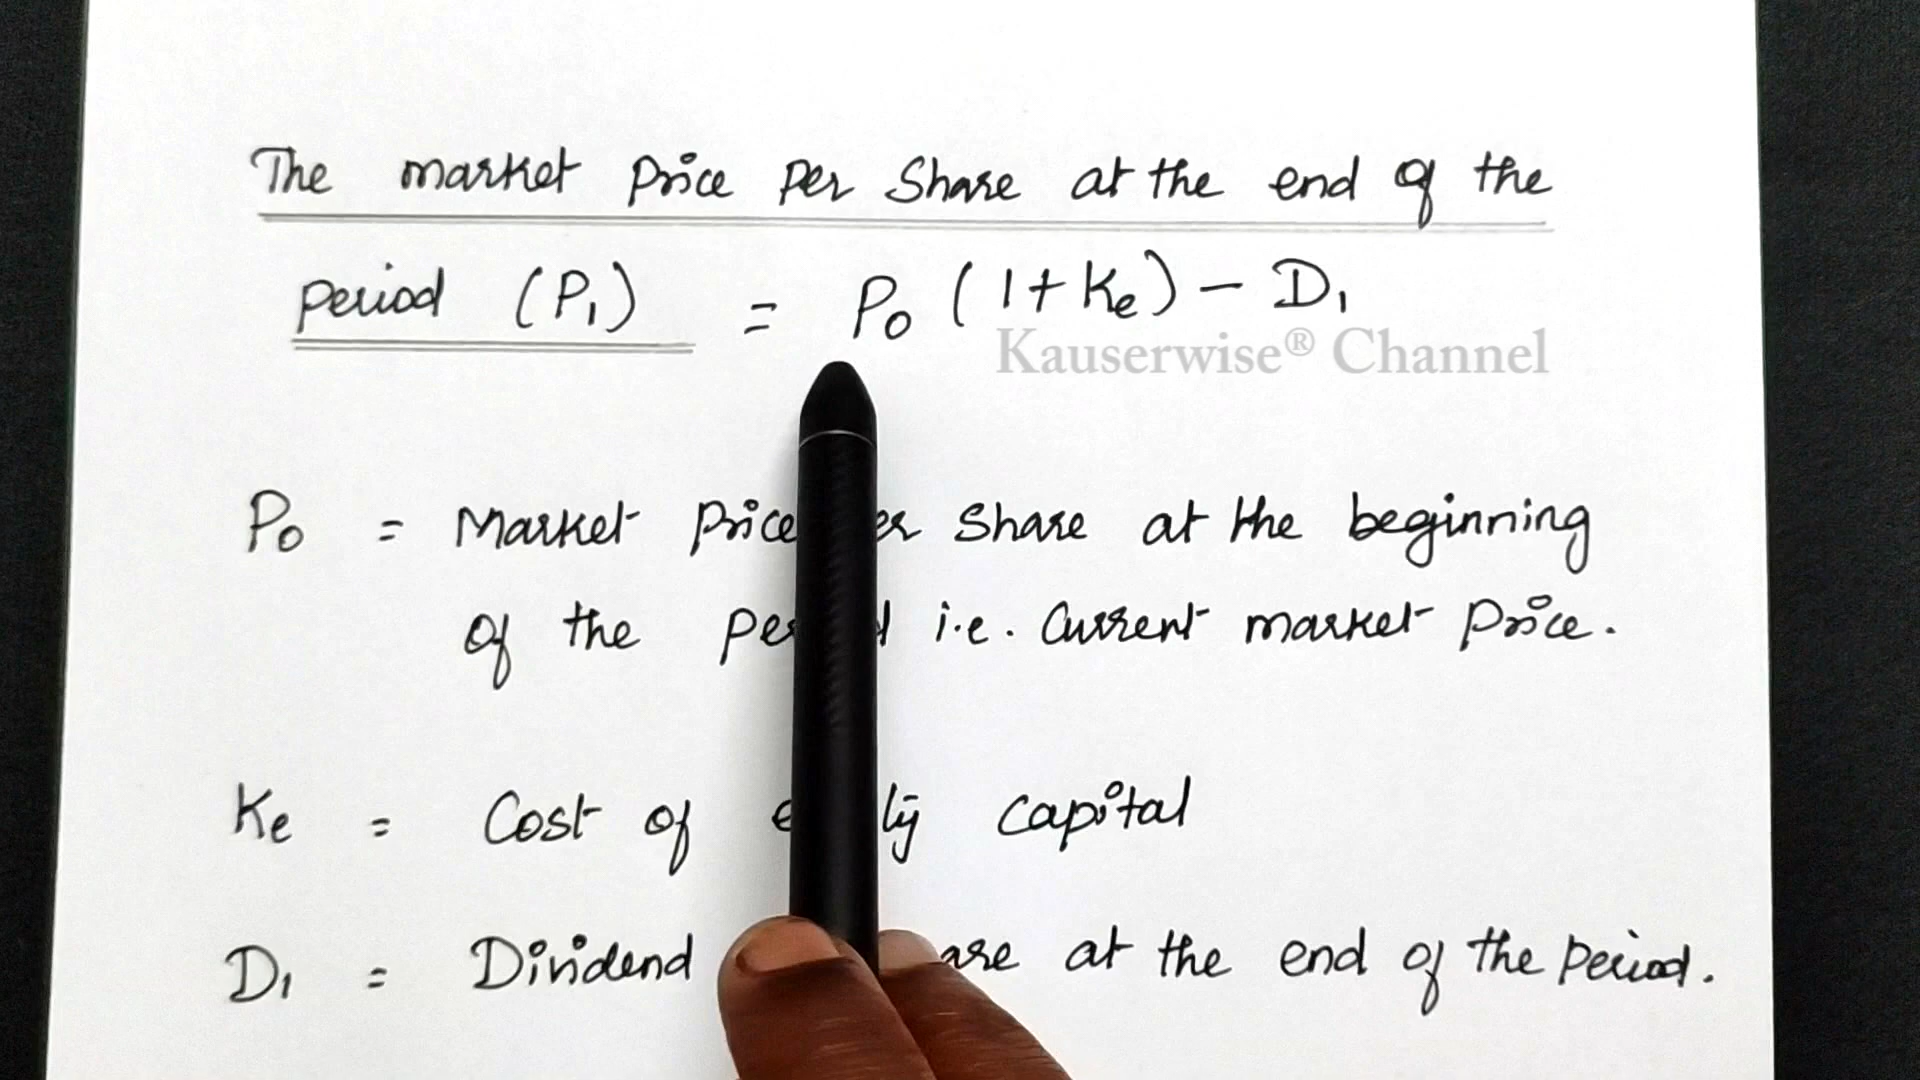 The market price per share at the end of the
period (P₁) = P₀ (1 + Ke) - D₁
Kauserwise® Channel
P₀ = Market price share at the beginning
of the i.e. Current market price.
Ke = Cost of capital
D₁ = Dividend at the end of the period.